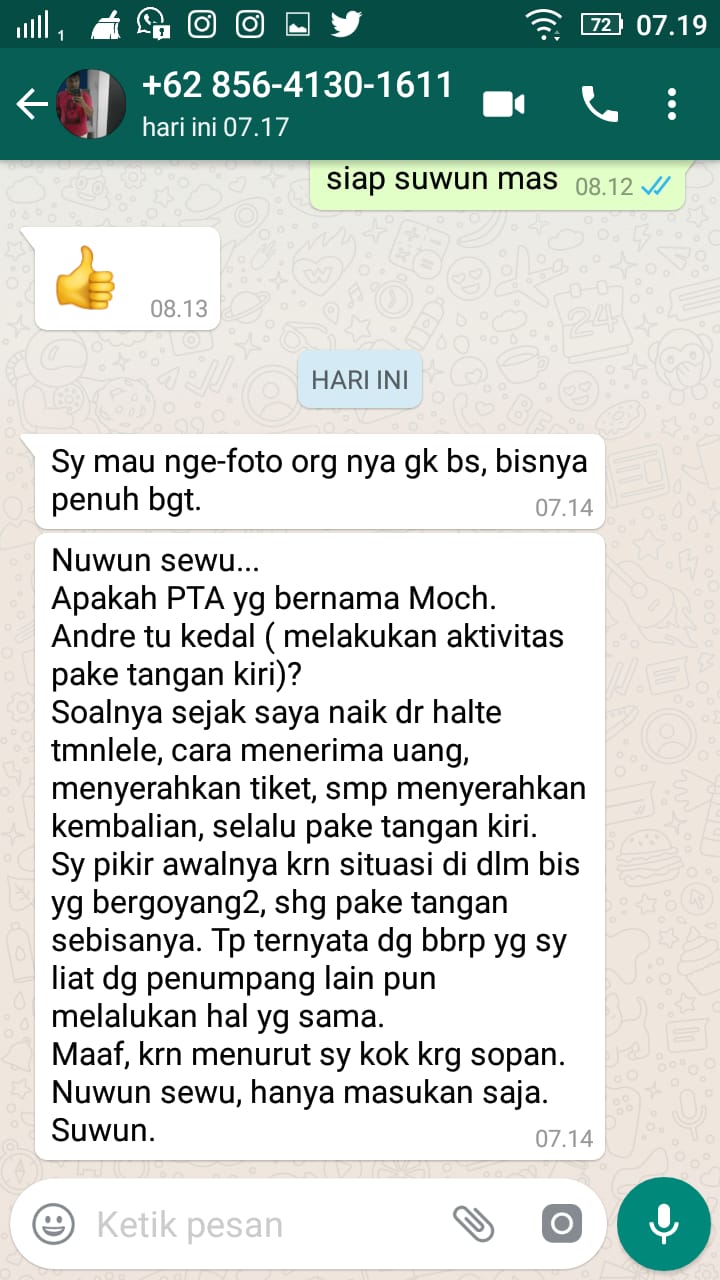 1
72
07.19
+62 856-4130-1611
hari ini 07.17
siap suwun mas 08.12
08.13
HARI INI
Sy mau nge-foto org nya gk bs, bisnya
penuh bgt.
07.14
Nuwun sewu...
Apakah PTA yg bernama Moch.
Andre tu kedal ( melakukan aktivitas
pake tangan kiri)?
Soalnya sejak saya naik dr halte
tmnlele, cara menerima uang,
menyerahkan tiket, smp menyerahkan
kembalian, selalu pake tangan kiri.
Sy pikir awalnya krn situasi di dlm bis
yg bergoyang2, shg pake tangan
sebisanya. Tp ternyata dg bbrp yg sy
liat dg penumpang lain pun
melalukan hal yg sama.
Maaf, krn menurut sy kok krg sopan.
Nuwun sewu, hanya masukan saja.
Suwun.
07.14
Ketik pesan